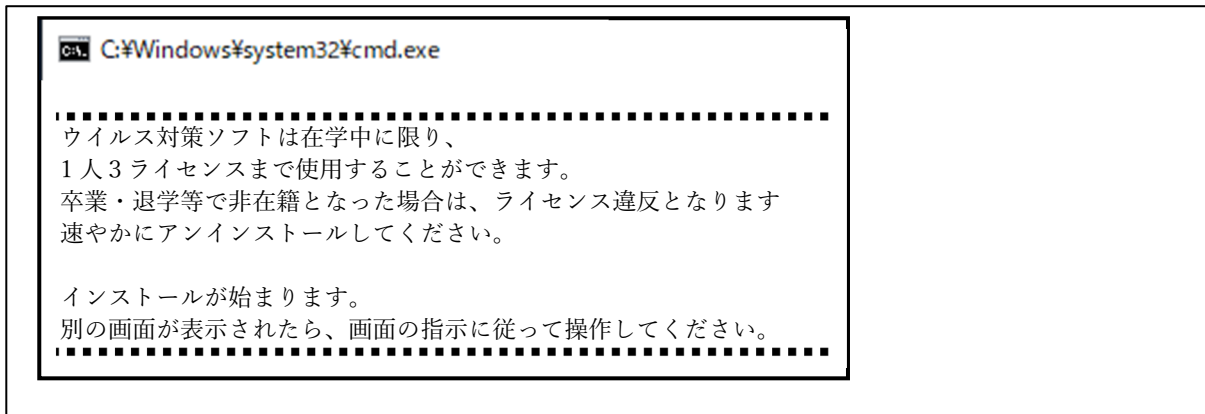 C:¥Windows¥system32¥cmd.exe
ウイルス対策ソフトは在学中に限り、
1人3ライセンスまで使用することができます。
卒業・退学等で非在籍となった場合は、ライセンス違反となります
速やかにアンインストールしてください。
インストールが始まります。
別の画面が表示されたら、画面の指示に従って操作してください。